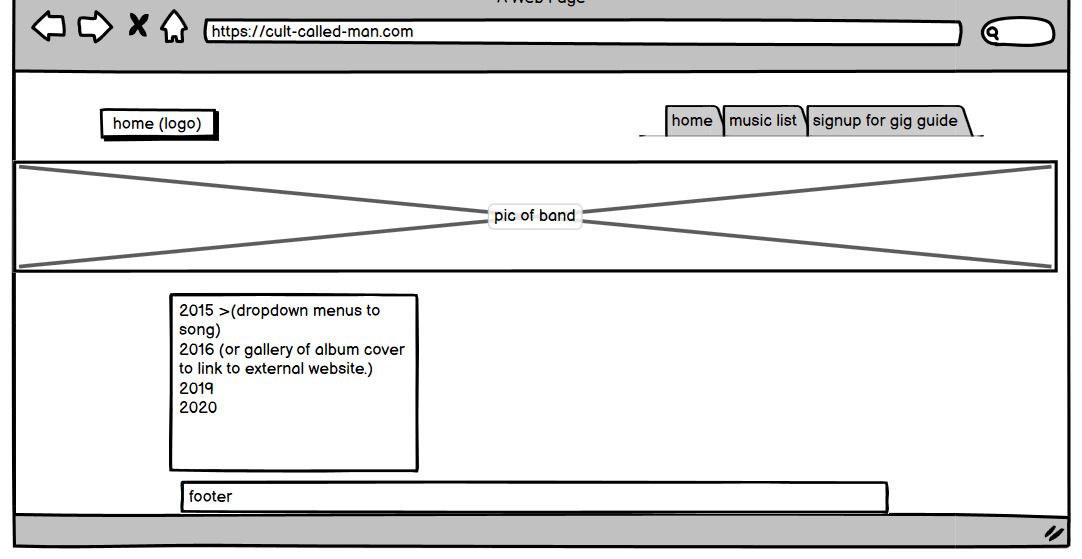 A Web Page
https://cult-called-man.com
home (logo)
home music list signup for gig guide
pic of band
2015 >(dropdown menus to
song)
2016 (or gallery of album cover
to link to external website.)
2019
2020
footer